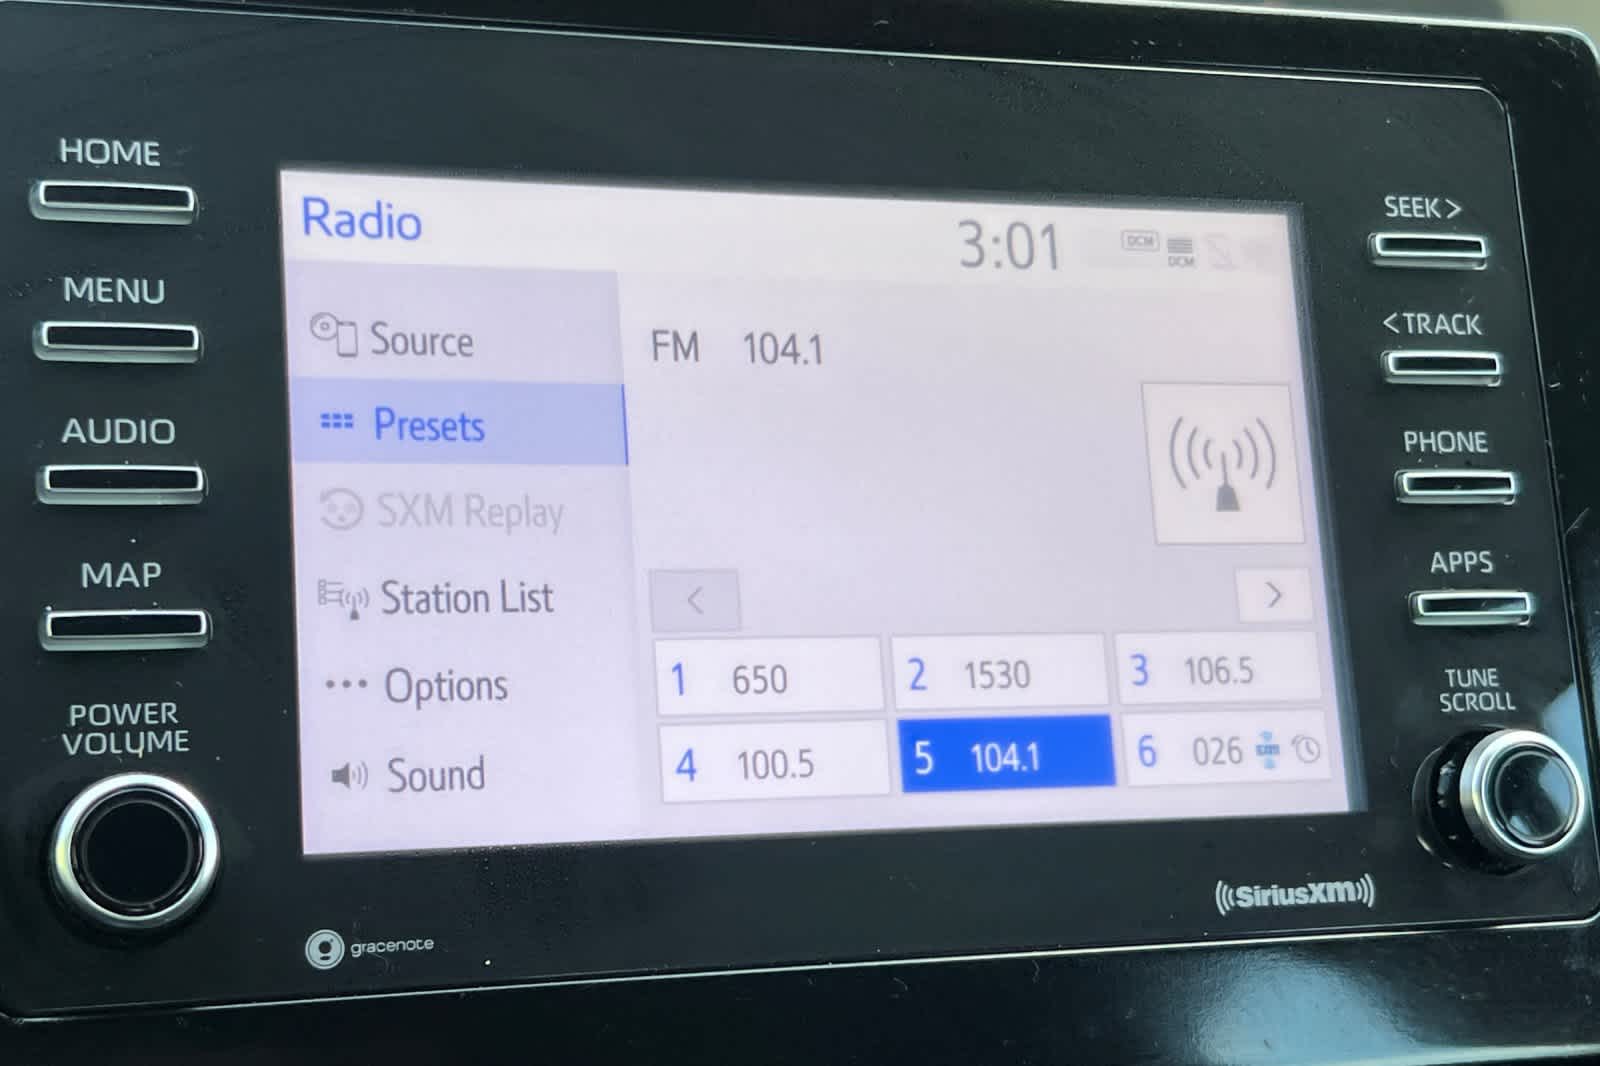 HOME
MENU
AUDIO
MAP
POWER
VOLUME
Radio
3:01
DCM
DCM
Source
Presets
SXM Replay
Station List
Options
Sound
FM 104.1
<
>
1 650
2 1530
3 106.5
4 100.5
5 104.1
6 026
SEEK >
< TRACK
PHONE
APPS
TUNE
SCROLL
gracenote
SiriusXM